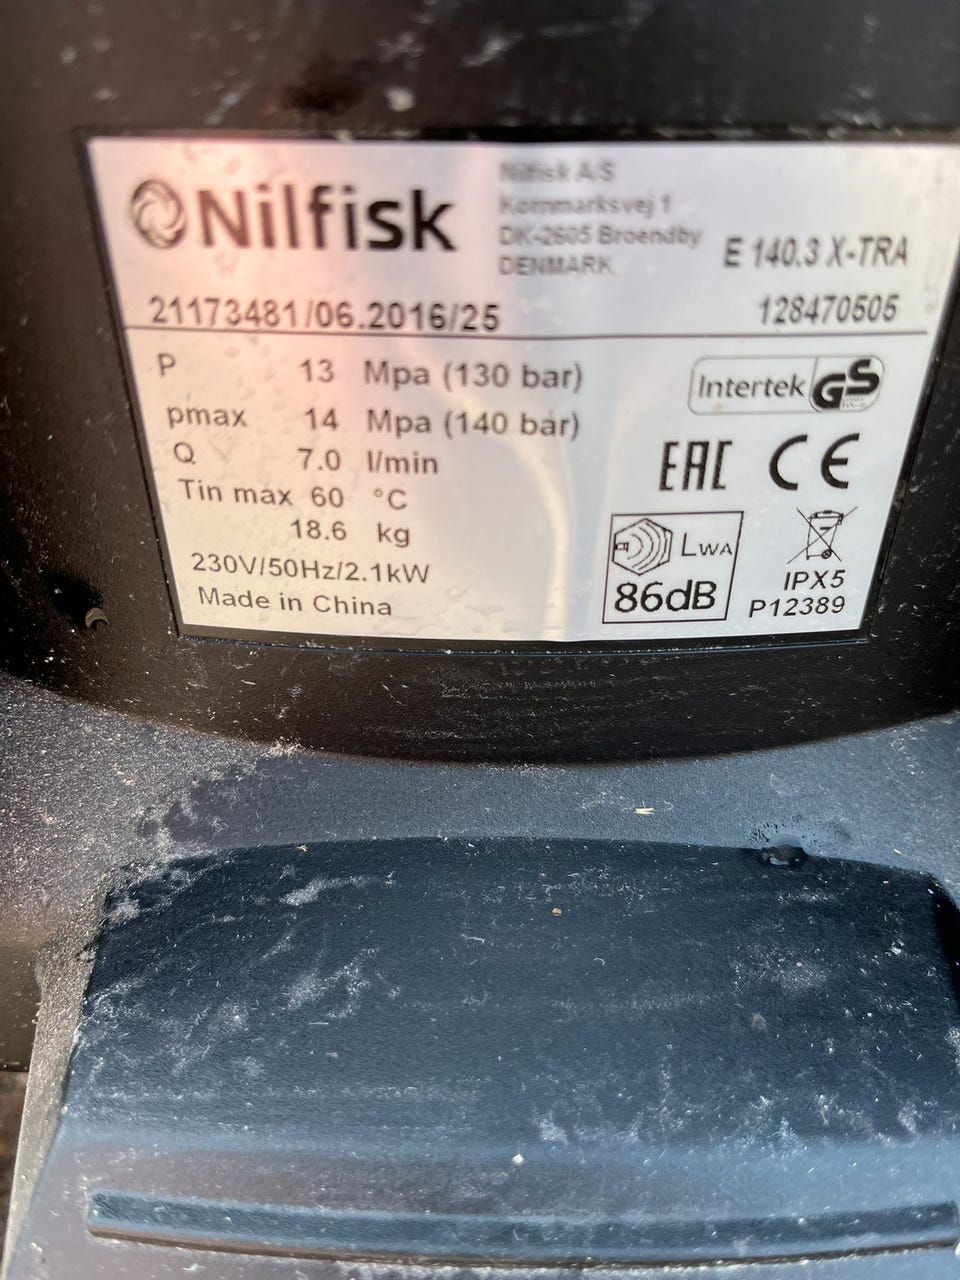 Nilfisk
Nilfisk A/S
Kornmarksvej 1
DK-2605 Broendby
DENMARK
E 140.3 X-TRA
21173481/06.2016/25
128470505
P 13 Mpa (130 bar)
pmax 14 Mpa (140 bar)
Q 7.0 l/min
Tin max 60 °C
18.6 kg
230V/50Hz/2.1kW
Made in China
Intertek GS
EAC CE
LWA
86dB
IPX5
P12389